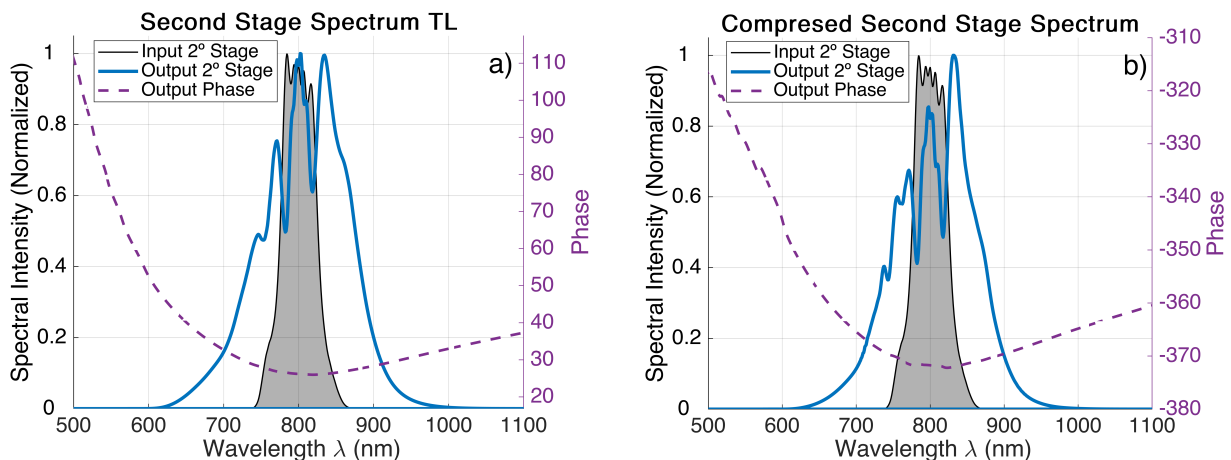 Second Stage Spectrum TL
Input 2º Stage
Output 2º Stage
Output Phase
a)
Spectral Intensity (Normalized)
1
0.8
0.6
0.4
0.2
0
110
100
90
80
70
60
50
40
30
20
Phase
500 600 700 800 900 1000 1100
Wavelength λ (nm)
Compresed Second Stage Spectrum
Input 2º Stage
Output 2º Stage
Output Phase
b)
Spectral Intensity (Normalized)
1
0.8
0.6
0.4
0.2
0
-310
-320
-330
-340
-350
-360
-370
-380
Phase
500 600 700 800 900 1000 1100
Wavelength λ (nm)